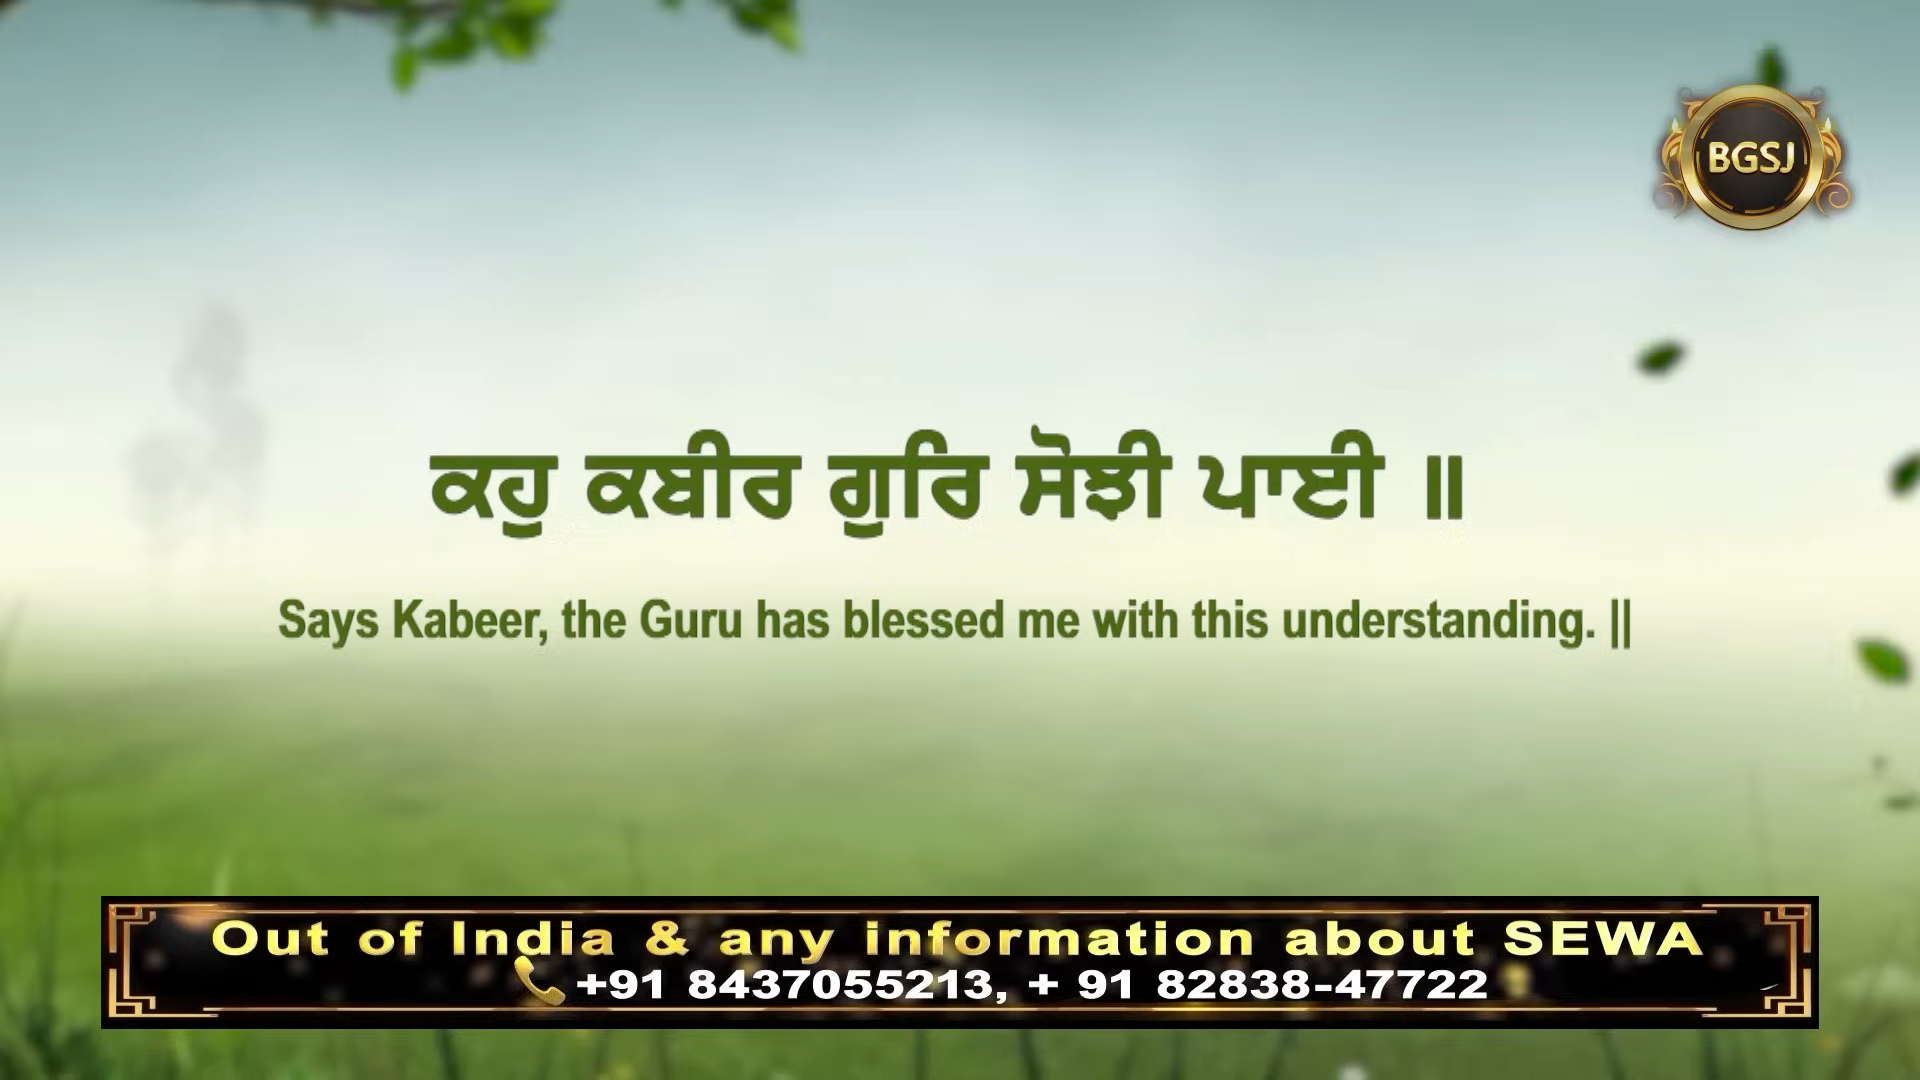 BGSJ
ਕਹੁ ਕਬੀਰ ਗੁਰਿ ਸੋਝੀ ਪਾਈ ॥
Says Kabeer, the Guru has blessed me with this understanding. ||
Out of India & any information about SEWA
+91 8437055213, + 91 82838-47722